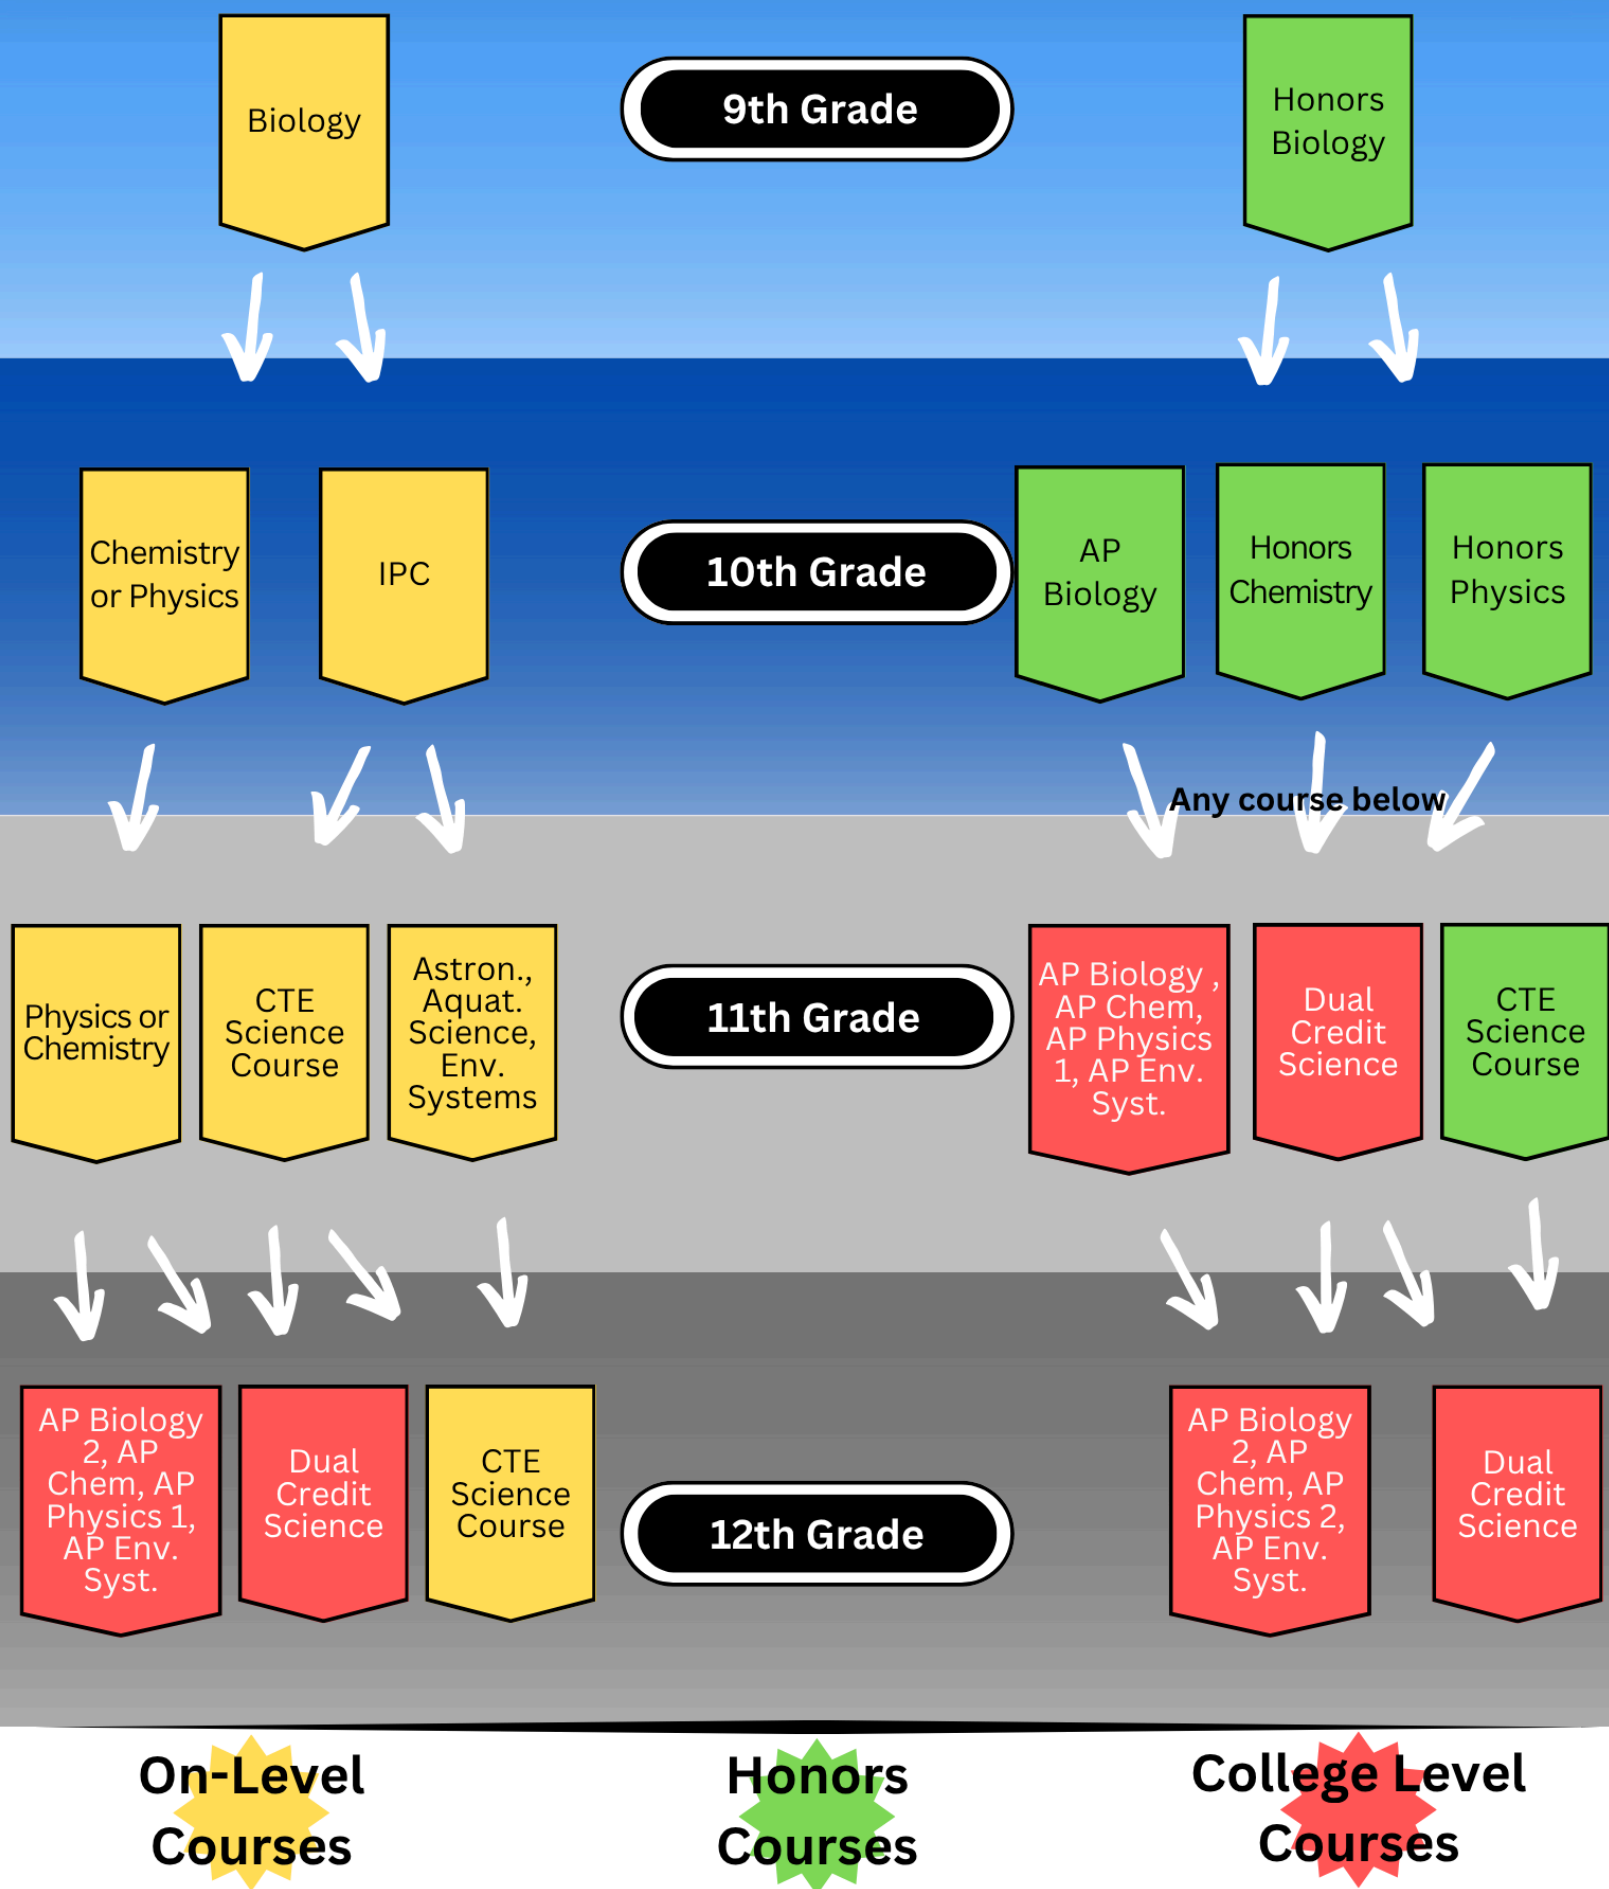 Biology
9th Grade
Honors
Biology
Chemistry
or Physics
IPC
10th Grade
AP
Biology
Honors
Chemistry
Honors
Physics
Any course below
Physics or
Chemistry
CTE
Science
Course
Astron.,
Aquat.
Science,
Env.
Systems
11th Grade
AP Biology ,
AP Chem,
AP Physics
1, AP Env.
Syst.
Dual
Credit
Science
CTE
Science
Course
AP Biology
2, AP
Chem, AP
Physics 1,
AP Env.
Syst.
Dual
Credit
Science
CTE
Science
Course
12th Grade
AP Biology
2, AP
Chem, AP
Physics 2,
AP Env.
Syst.
Dual
Credit
Science
On-Level
Courses
Honors
Courses
College Level
Courses